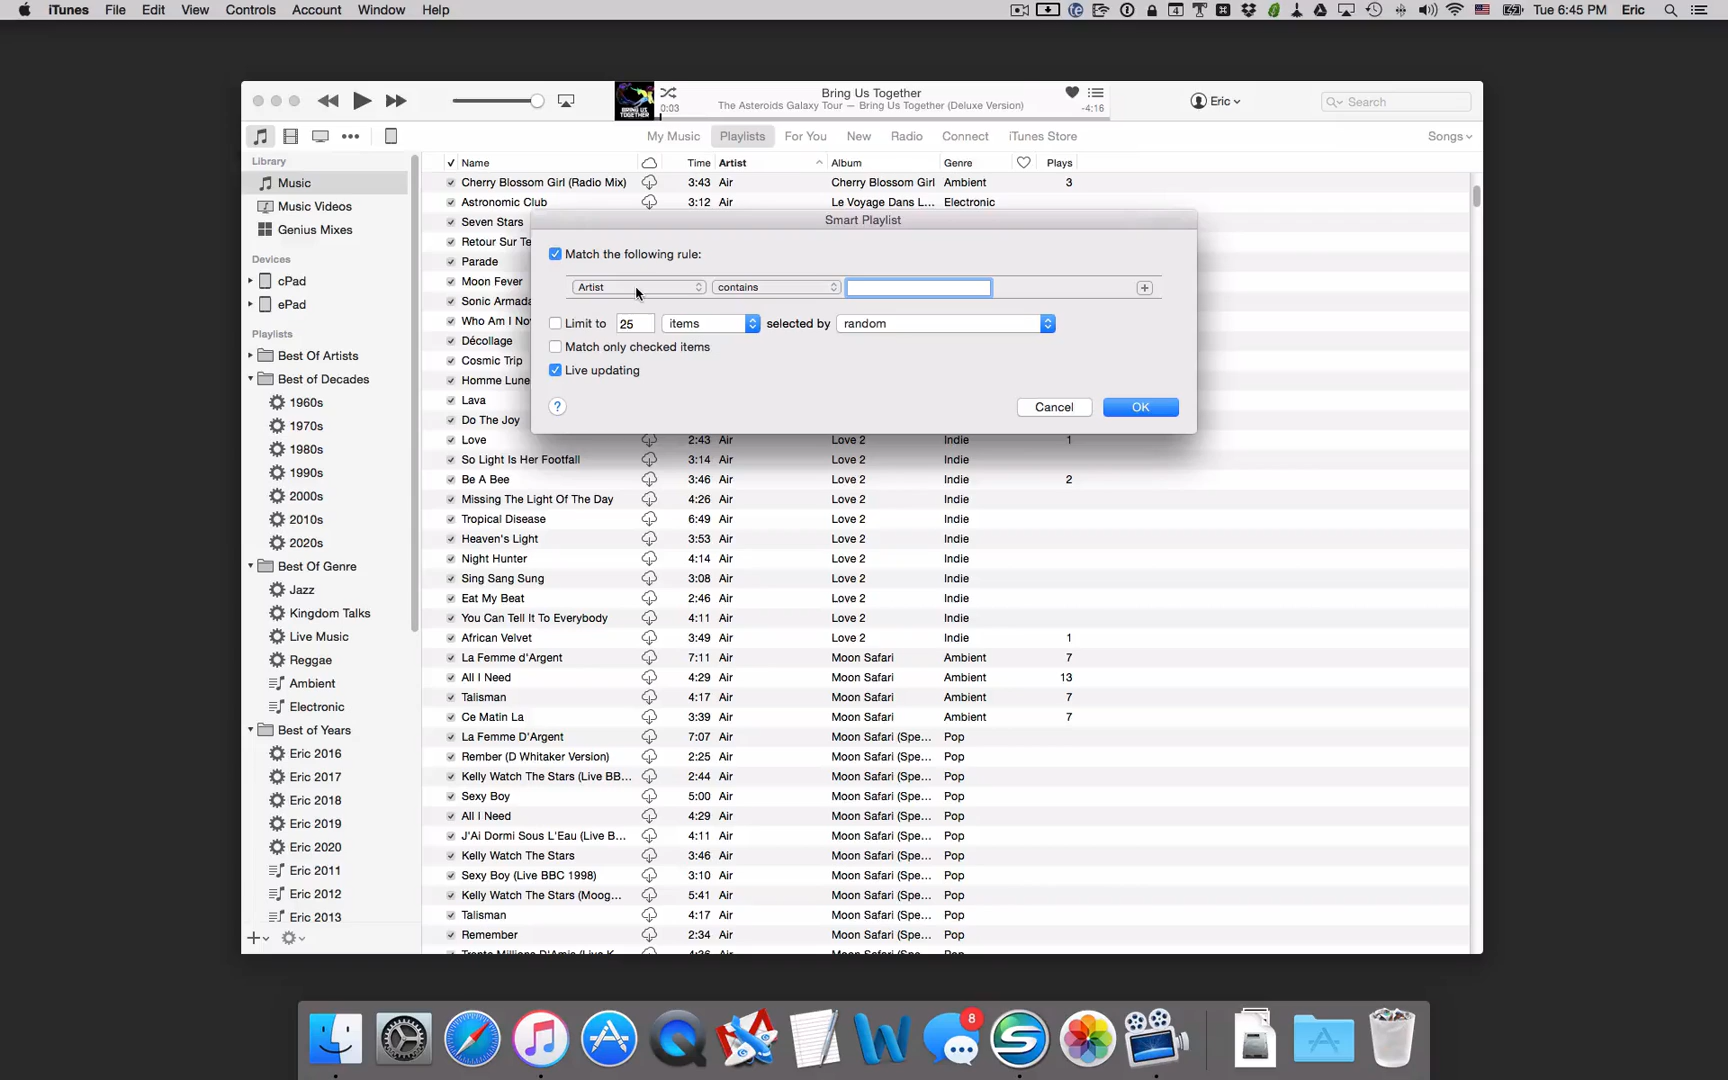 iTunes File Edit View Controls Account Window Help 4 Tue 6:45 PM Eric
Bring Us Together
The Asteroids Galaxy Tour — Bring Us Together (Deluxe Version)
0:03 -4:16
BRING US TOGETHER
Eric
Search
My Music Playlists For You New Radio Connect iTunes Store Songs
Library
Music
Music Videos
Genius Mixes
Devices
cPad
ePad
Playlists
Best Of Artists
Best of Decades
1960s
1970s
1980s
1990s
2000s
2010s
2020s
Best Of Genre
Jazz
Kingdom Talks
Live Music
Reggae
Ambient
Electronic
Best of Years
Eric 2016
Eric 2017
Eric 2018
Eric 2019
Eric 2020
Eric 2011
Eric 2012
Eric 2013
Name Time Artist Album Genre Plays
Cherry Blossom Girl (Radio Mix) 3:43 Air Cherry Blossom Girl Ambient 3
Astronomic Club 3:12 Air Le Voyage Dans L... Electronic
Seven Stars
Retour Sur Te
Parade
Moon Fever
Sonic Armada
Who Am I Nov
Décollage
Cosmic Trip
Homme Lune
Lava
Do The Joy
Smart Playlist
Match the following rule:
Artist contains
Limit to 25 items selected by random
Match only checked items
Live updating
? Cancel OK
Love 2:43 Air Love 2 Indie 1
So Light Is Her Footfall 3:14 Air Love 2 Indie
Be A Bee 3:46 Air Love 2 Indie 2
Missing The Light Of The Day 4:26 Air Love 2 Indie
Tropical Disease 6:49 Air Love 2 Indie
Heaven's Light 3:53 Air Love 2 Indie
Night Hunter 4:14 Air Love 2 Indie
Sing Sang Sung 3:08 Air Love 2 Indie
Eat My Beat 2:46 Air Love 2 Indie
You Can Tell It To Everybody 4:11 Air Love 2 Indie
African Velvet 3:49 Air Love 2 Indie 1
La Femme d'Argent 7:11 Air Moon Safari Ambient 7
All I Need 4:29 Air Moon Safari Ambient 13
Talisman 4:17 Air Moon Safari Ambient 7
Ce Matin La 3:39 Air Moon Safari Ambient 7
La Femme D'Argent 7:07 Air Moon Safari (Spe... Pop
Rember (D Whitaker Version) 2:25 Air Moon Safari (Spe... Pop
Kelly Watch The Stars (Live BB... 2:44 Air Moon Safari (Spe... Pop
Sexy Boy 5:00 Air Moon Safari (Spe... Pop
All I Need 4:29 Air Moon Safari (Spe... Pop
J'Ai Dormi Sous L'Eau (Live B... 4:11 Air Moon Safari (Spe... Pop
Kelly Watch The Stars 3:46 Air Moon Safari (Spe... Pop
Sexy Boy (Live BBC 1998) 3:10 Air Moon Safari (Spe... Pop
Kelly Watch The Stars (Moog... 5:41 Air Moon Safari (Spe... Pop
Talisman 4:17 Air Moon Safari (Spe... Pop
Remember 2:34 Air Moon Safari (Spe... Pop
8